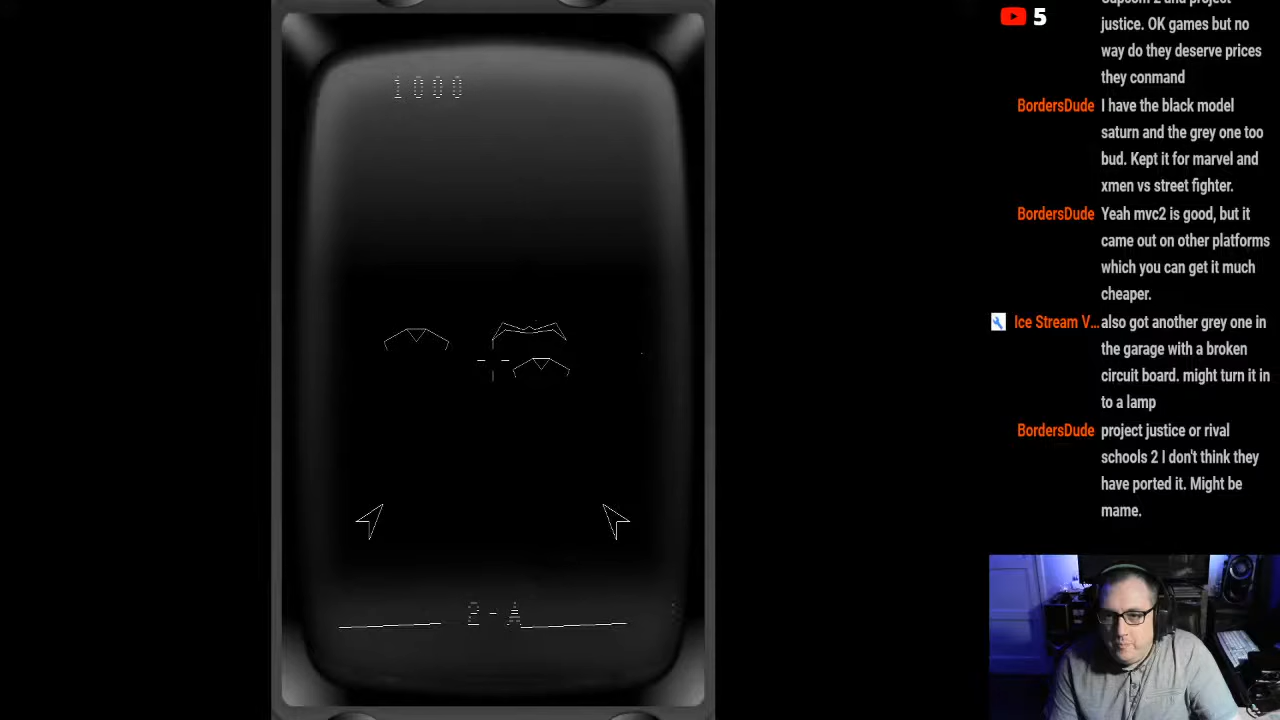 1000
2-A
5
Capcom 2 and project
justice. OK games but no
way do they deserve prices
they conmand
BordersDude I have the black model
saturn and the grey one too
bud. Kept it for marvel and
xmen vs street fighter.
BordersDude Yeah mvc2 is good, but it
came out on other platforms
which you can get it much
cheaper.
Ice Stream V... also got another grey one in
the garage with a broken
circuit board. might turn it in
to a lamp
BordersDude project justice or rival
schools 2 I don't think they
have ported it. Might be
mame.